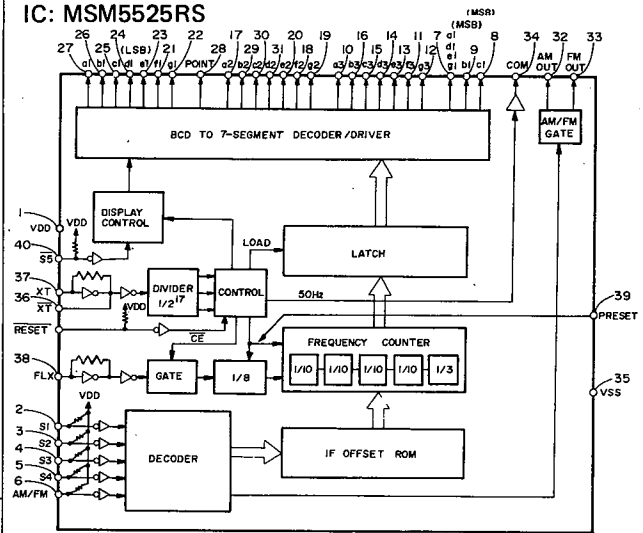 IC: MSM5525RS
(MSB)
(MSB)
(LSB)
27 26 25 24 23 22 21 28 17 29 30 31 20 18 19 10 16 15 14 13 11 12 7 9 8 34 32 33
a1 b1 c1 d1 e1 f1 g1 POINT a2 b2 c2 d2 e2 f2 g2 a3 b3 c3 d3 e3 f3 g3 a1 d1 e1 g1 b1 c1 COM AM OUT FM OUT
BCD TO 7-SEGMENT DECODER/DRIVER
AM/FM GATE
DISPLAY CONTROL
1
VDD
VDD
40
S5
LOAD
LATCH
37
XT
36
XT
DIVIDER 1/2¹⁷
CONTROL
50Hz
VDD
39
PRESET
RESET
CE
FREQUENCY COUNTER
1/10 1/10 1/10 1/10 1/3
38
FLX
GATE
1/8
35
VSS
VDD
2
S1
3
S2
4
S3
5
S4
6
AM/FM
DECODER
IF OFFSET ROM